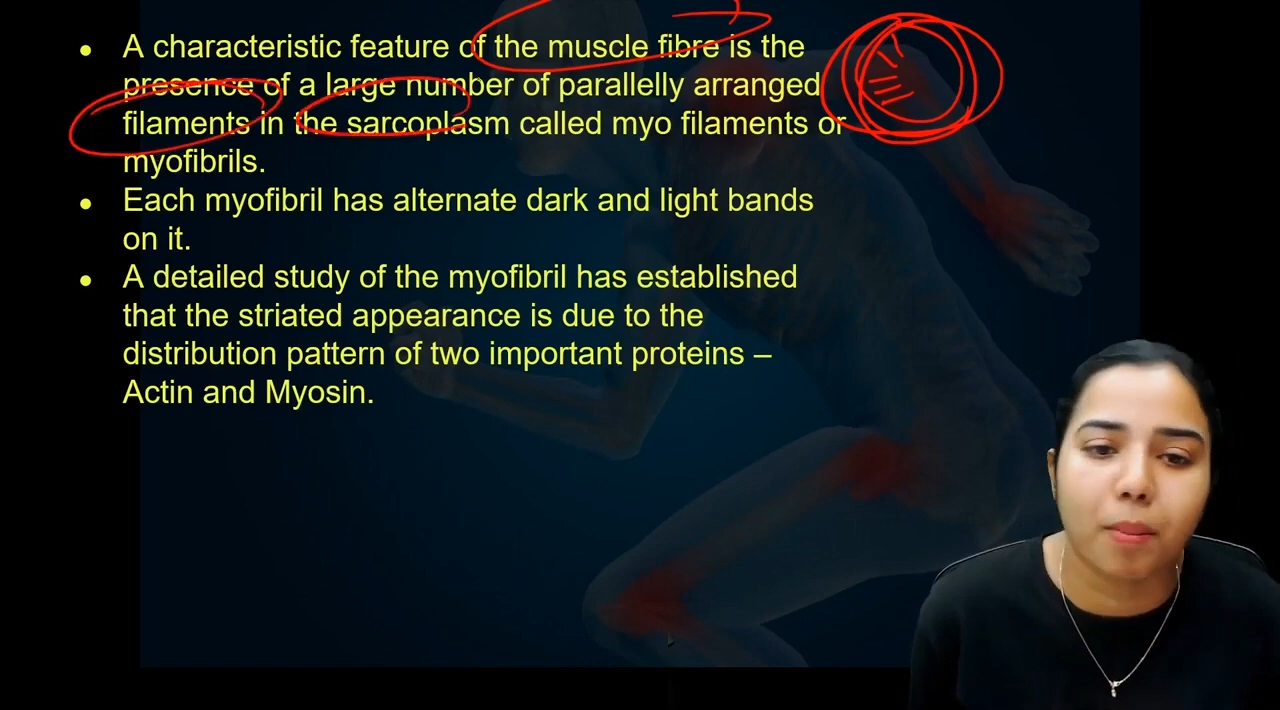 A characteristic feature of the muscle fibre is the
presence of a large number of parallelly arranged
filaments in the sarcoplasm called myo filaments or
myofibrils.
Each myofibril has alternate dark and light bands
on it.
A detailed study of the myofibril has established
that the striated appearance is due to the
distribution pattern of two important proteins –
Actin and Myosin.